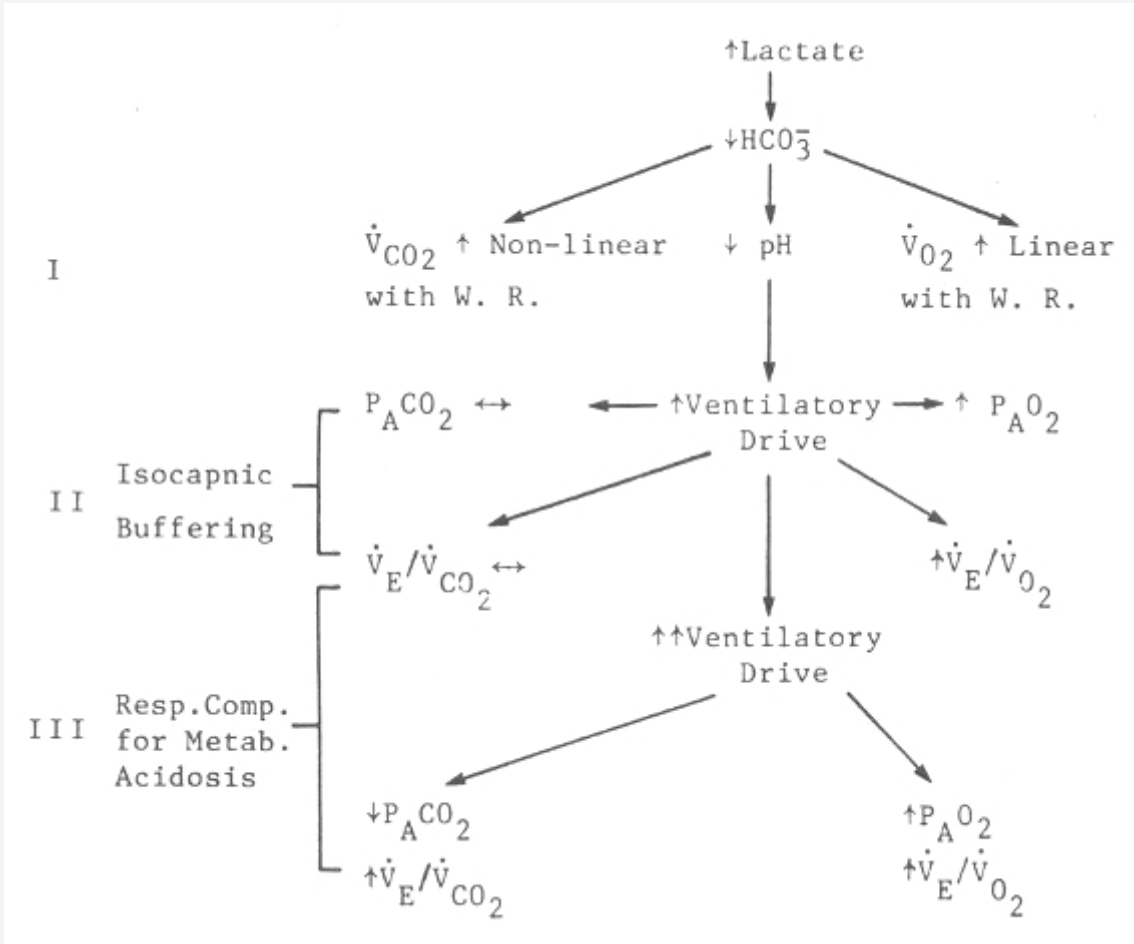 ↑Lactate
↓HCO₃⁻
I
V̇CO2 ↑ Non-linear
with W. R.
↓ pH
V̇O2 ↑ Linear
with W. R.
PACO2 ↔
↑Ventilatory
Drive
↑ PAO2
II
Isocapnic
Buffering
V̇E/V̇CO2 ↔
↑V̇E/V̇O2
↑↑Ventilatory
Drive
III
Resp.Comp.
for Metab.
Acidosis
↓PACO2
↑V̇E/V̇CO2
↑PAO2
↑V̇E/V̇O2